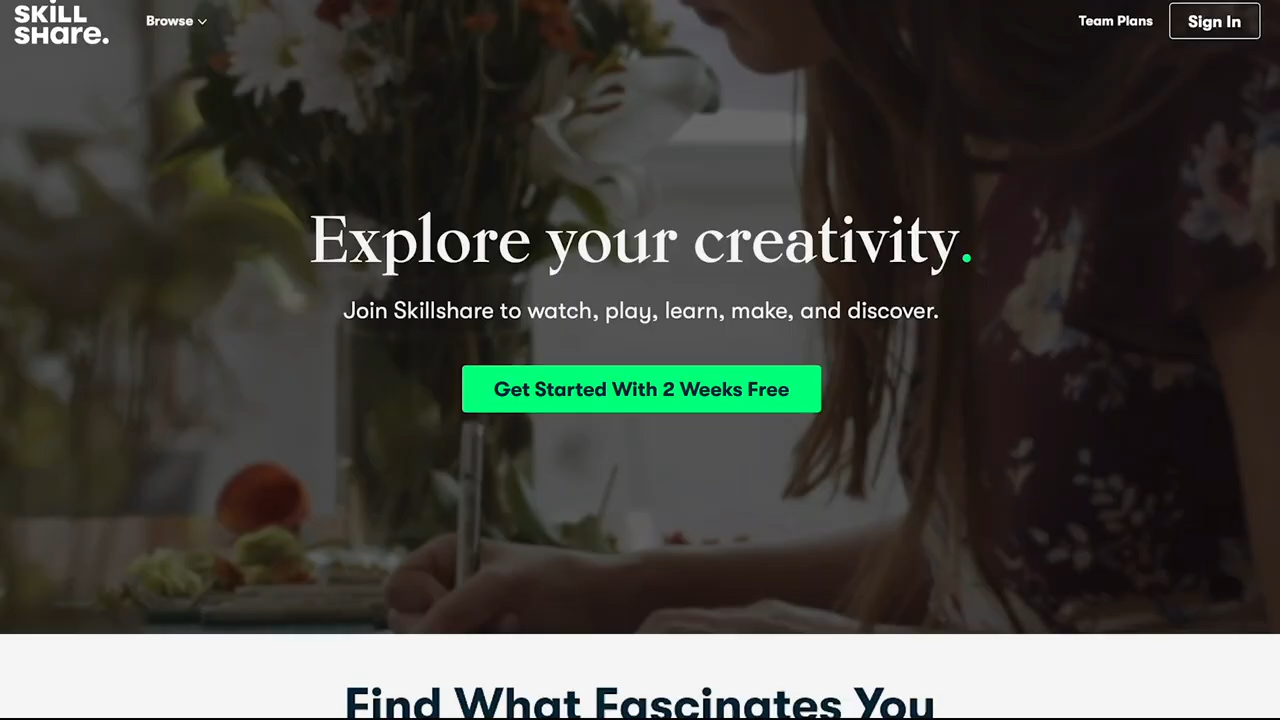 SKiLL
SHare.
Browse
Team Plans
Sign In
Explore your creativity.
Join Skillshare to watch, play, learn, make, and discover.
Get Started With 2 Weeks Free
Find What Fascinates You